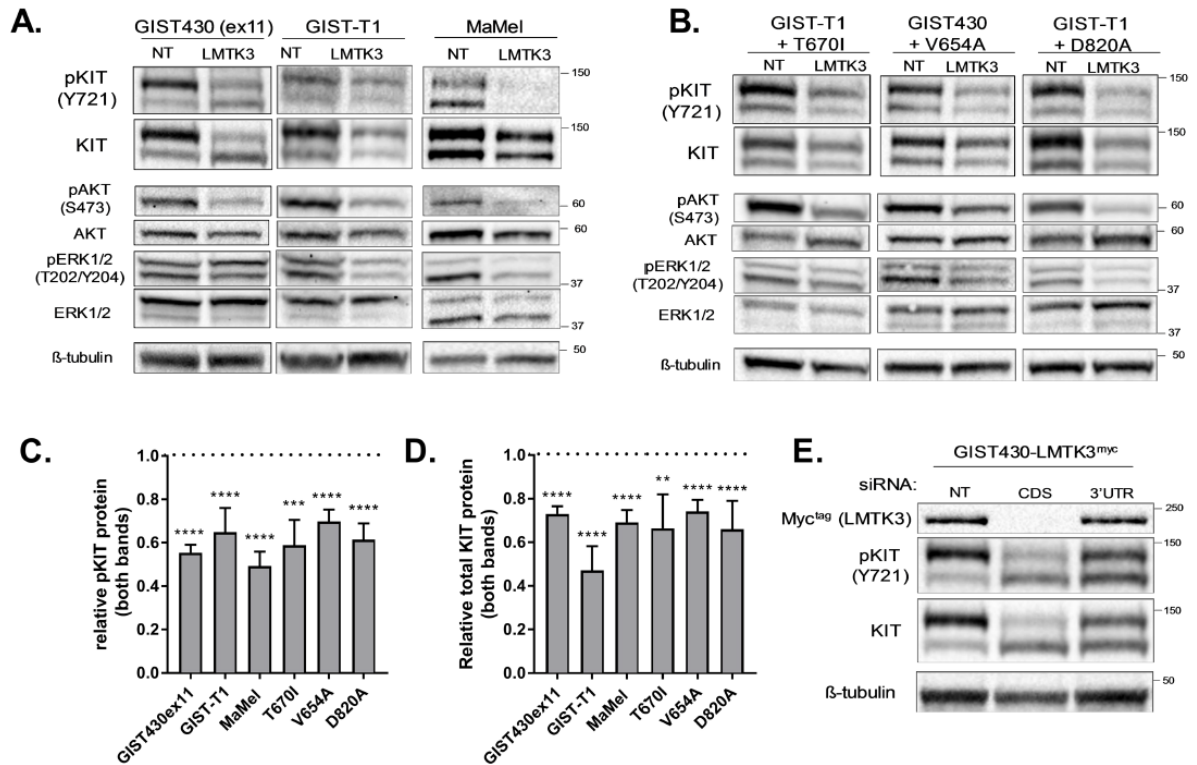 A.
GIST430 (ex11) GIST-T1 MaMel
NT LMTK3 NT LMTK3 NT LMTK3
pKIT
(Y721)
150
KIT
150
pAKT
(S473)
60
AKT
60
pERK1/2
(T202/Y204)
37
ERK1/2
37
ß-tubulin
50
B.
GIST-T1
+ T670I
GIST430
+ V654A
GIST-T1
+ D820A
NT LMTK3 NT LMTK3 NT LMTK3
pKIT
(Y721)
150
KIT
150
pAKT
(S473)
60
AKT
60
pERK1/2
(T202/Y204)
37
ERK1/2
37
ß-tubulin
50
C.
relative pKIT protein
(both bands)
1.0
0.8
0.6
0.4
0.2
0.0
**** **** **** *** **** ****
GIST430ex11
GIST-T1
MaMel
T670I
V654A
D820A
D.
Relative total KIT protein
(both bands)
1.0
0.8
0.6
0.4
0.2
0.0
**** **** **** ** **** ****
GIST430ex11
GIST-T1
MaMel
T670I
V654A
D820A
E.
GIST430-LMTK3myc
siRNA: NT CDS 3'UTR
Myctag (LMTK3)
250
pKIT
(Y721)
150
KIT
150
ß-tubulin
50